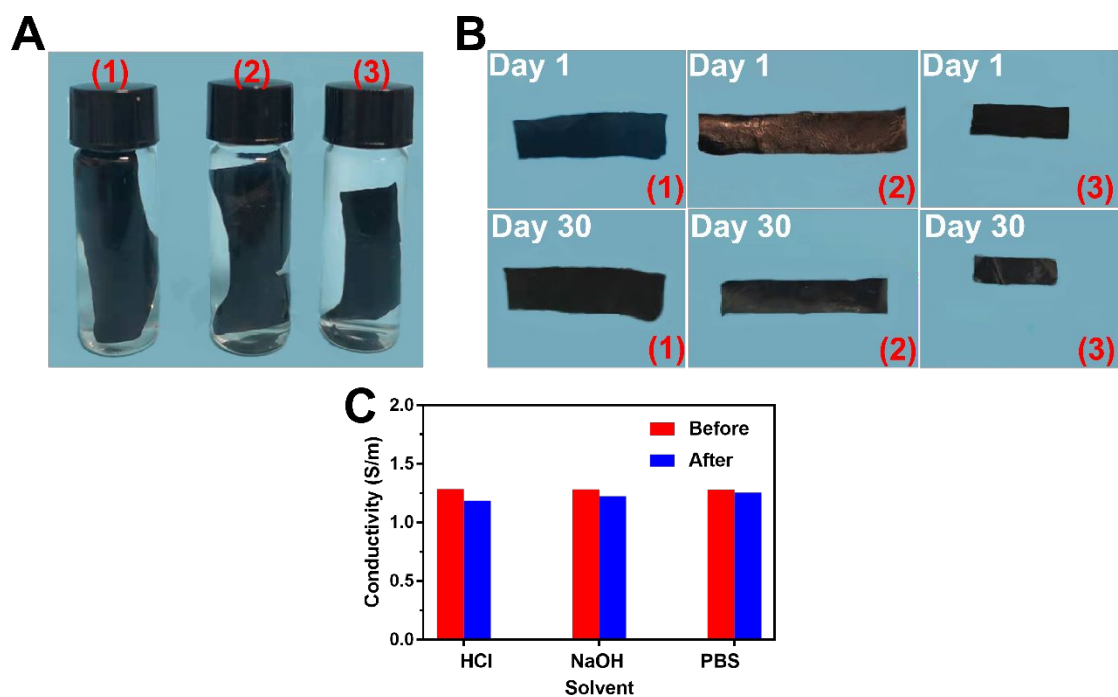 A
(1)
(2)
(3)
B
Day 1
(1)
Day 1
(2)
Day 1
(3)
Day 30
(1)
Day 30
(2)
Day 30
(3)
C
2.0
1.5
1.0
0.5
0.0
Conductivity (S/m)
Before
After
HCl
NaOH
PBS
Solvent